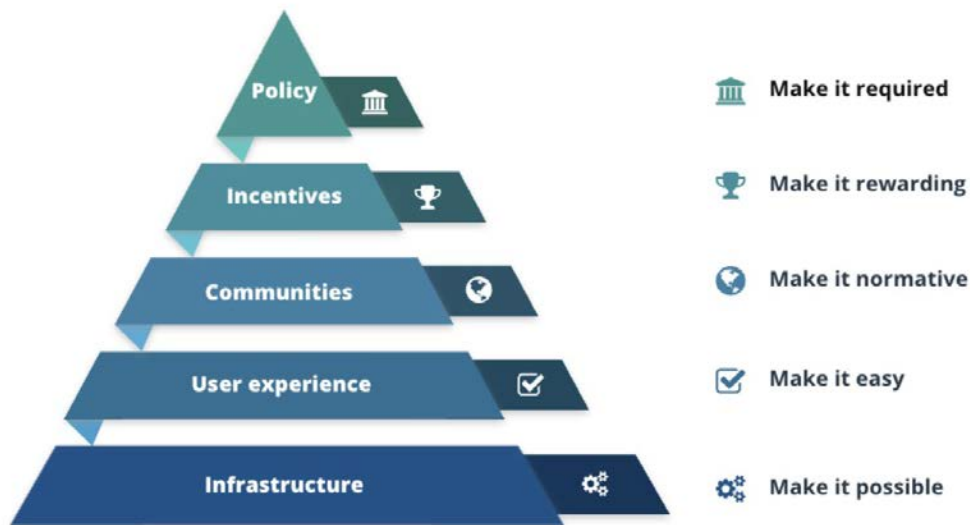 Policy
Make it required
Incentives
Make it rewarding
Communities
Make it normative
User experience
Make it easy
Infrastructure
Make it possible